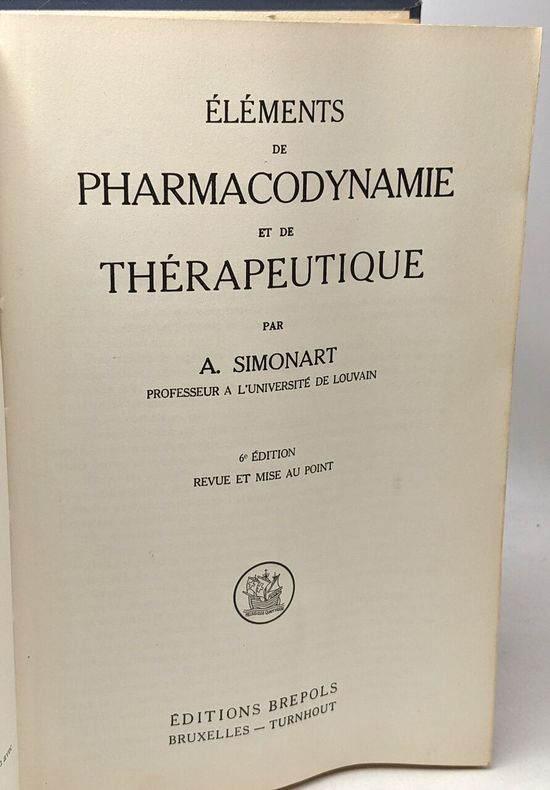 ÉLÉMENTS
DE
PHARMACODYNAMIE
ET DE
THÉRAPEUTIQUE
PAR
A. SIMONART
PROFESSEUR A L'UNIVERSITÉ DE LOUVAIN
6e ÉDITION
REVUE ET MISE AU POINT
ÉDITIONS BREPOLS
BRUXELLES — TURNHOUT
avec